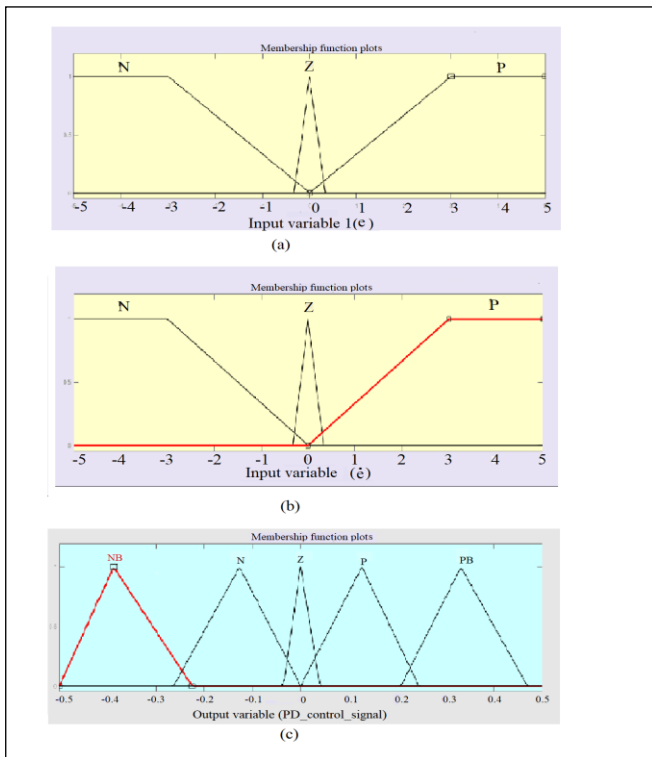 Membership function plots
N Z P
1
0.5
0
-5 -4 -3 -2 -1 0 1 2 3 4 5
Input variable 1(e)
(a)
Membership function plots
N Z P
1
0.5
0
-5 -4 -3 -2 -1 0 1 2 3 4 5
Input variable (ė)
(b)
Membership function plots
NB N Z P PB
1
0.5
0
-0.5 -0.4 -0.3 -0.2 -0.1 0 0.1 0.2 0.3 0.4 0.5
Output variable (PD_control_signal)
(c)